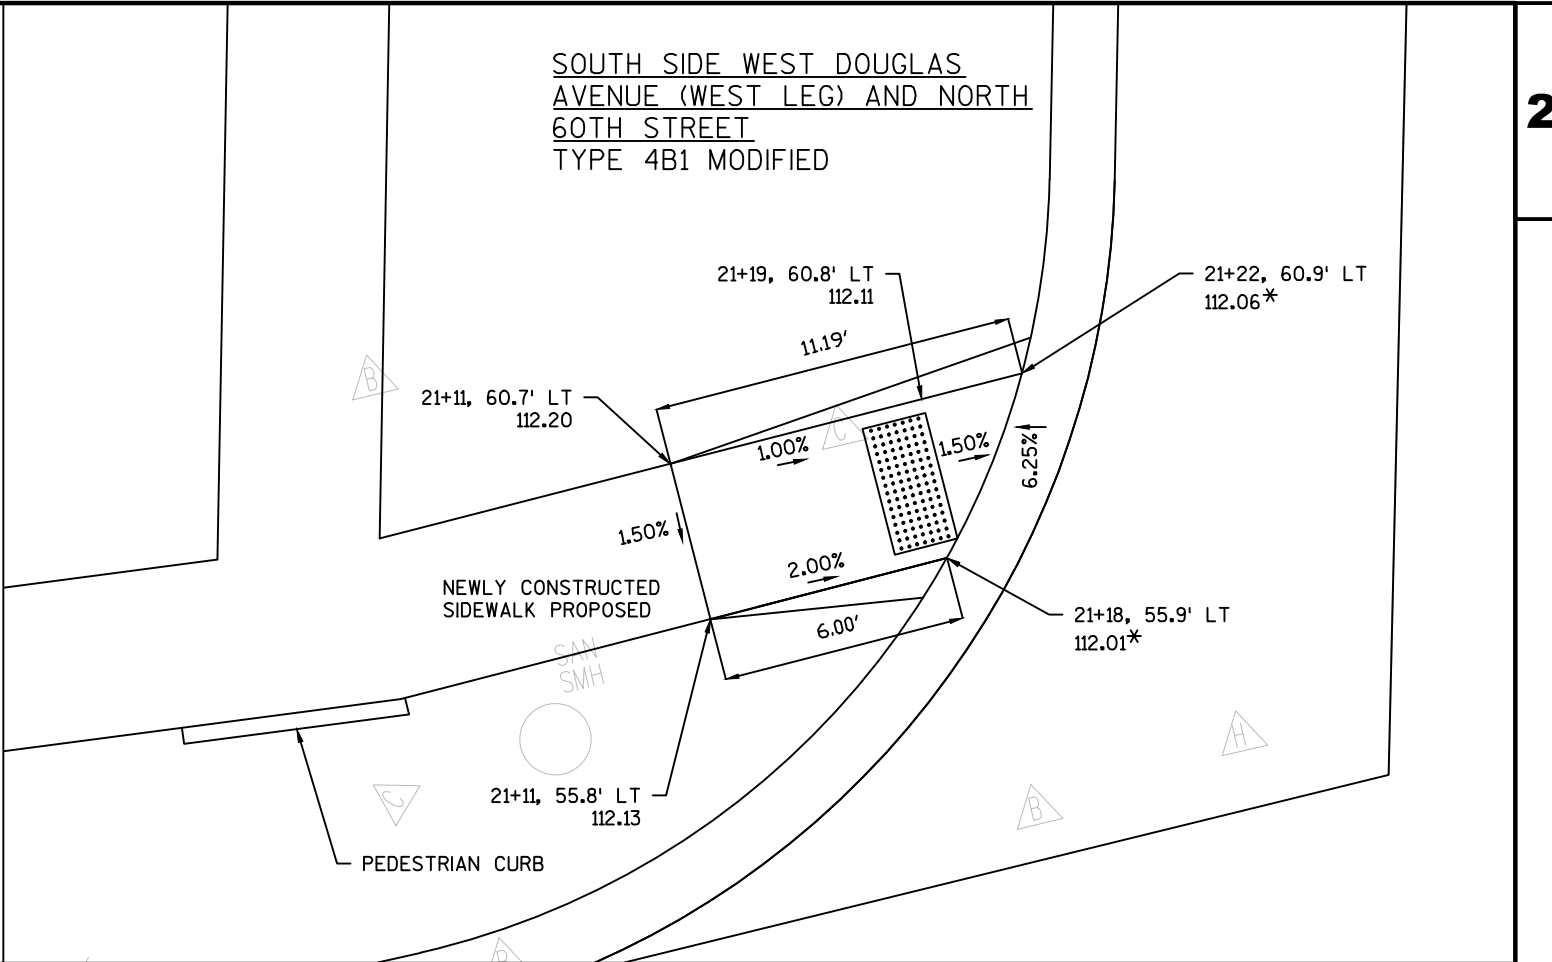 SOUTH SIDE WEST DOUGLAS
AVENUE (WEST LEG) AND NORTH
60TH STREET
TYPE 4B1 MODIFIED
2
21+19, 60.8' LT
112.11
21+22, 60.9' LT
112.06*
11.19'
B
21+11, 60.7' LT
112.20
C
1.00%
1.50%
6.25%
1.50%
2.00%
NEWLY CONSTRUCTED
SIDEWALK PROPOSED
6.00'
21+18, 55.9' LT
112.01*
SAN
SMH
H
C
21+11, 55.8' LT
112.13
B
PEDESTRIAN CURB
B